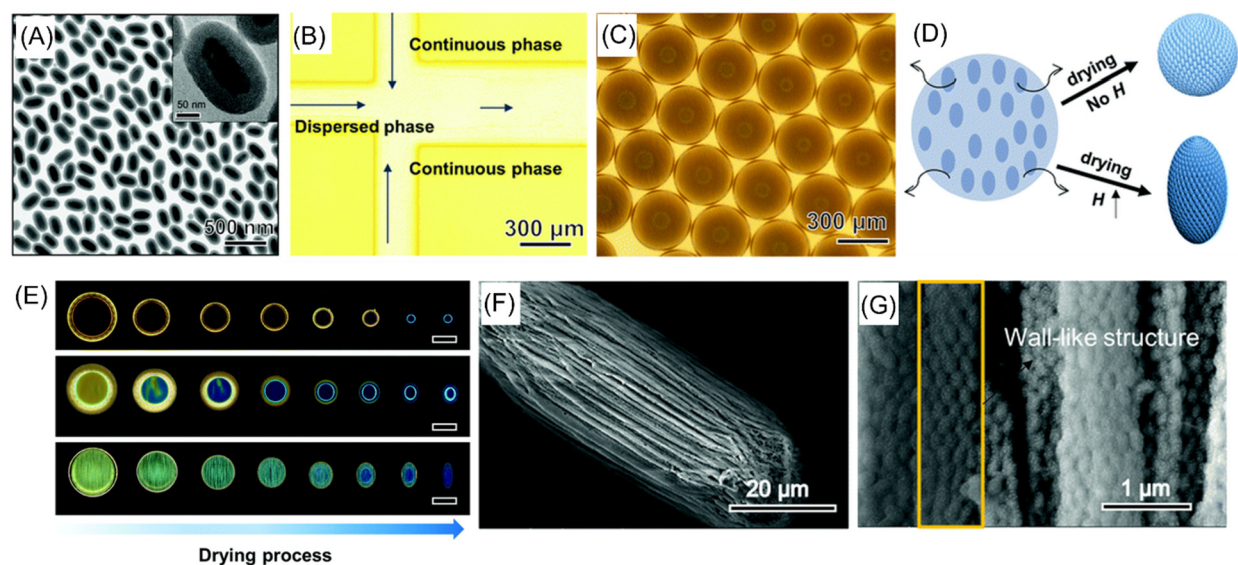 (A)
50 nm
500 nm
(B)
Continuous phase
Dispersed phase
Continuous phase
300 μm
(C)
300 μm
(D)
drying
No H
drying
H
(E)
Drying process
(F)
20 μm
(G)
Wall-like structure
1 μm